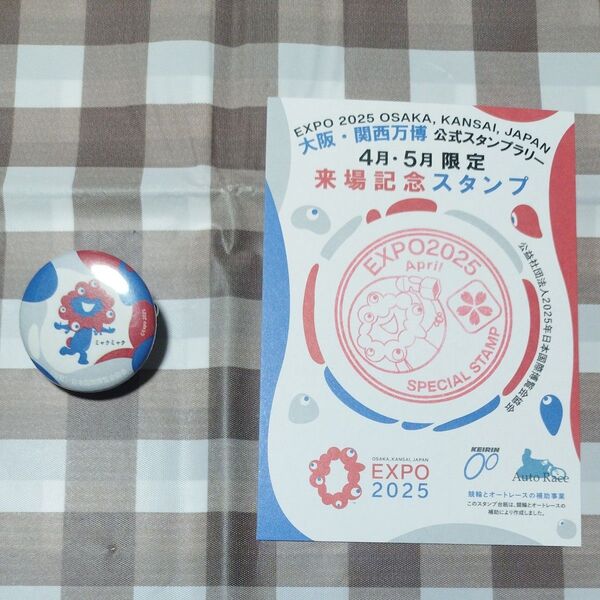 EXPO 2025 OSAKA, KANSAI, JAPAN
大阪・関西万博 公式スタンプラリー
4月・5月 限定
来場記念スタンプ
EXPO2025
April
SPECIAL STAMP
公益社団法人2025年日本国際博覧会協会
OSAKA, KANSAI, JAPAN
EXPO
2025
KEIRIN
Auto Race
競輪とオートレースの補助事業
このスタンプ台紙は、競輪とオートレースの
補助により作成しました。
ミャクミャク
©Expo 2025